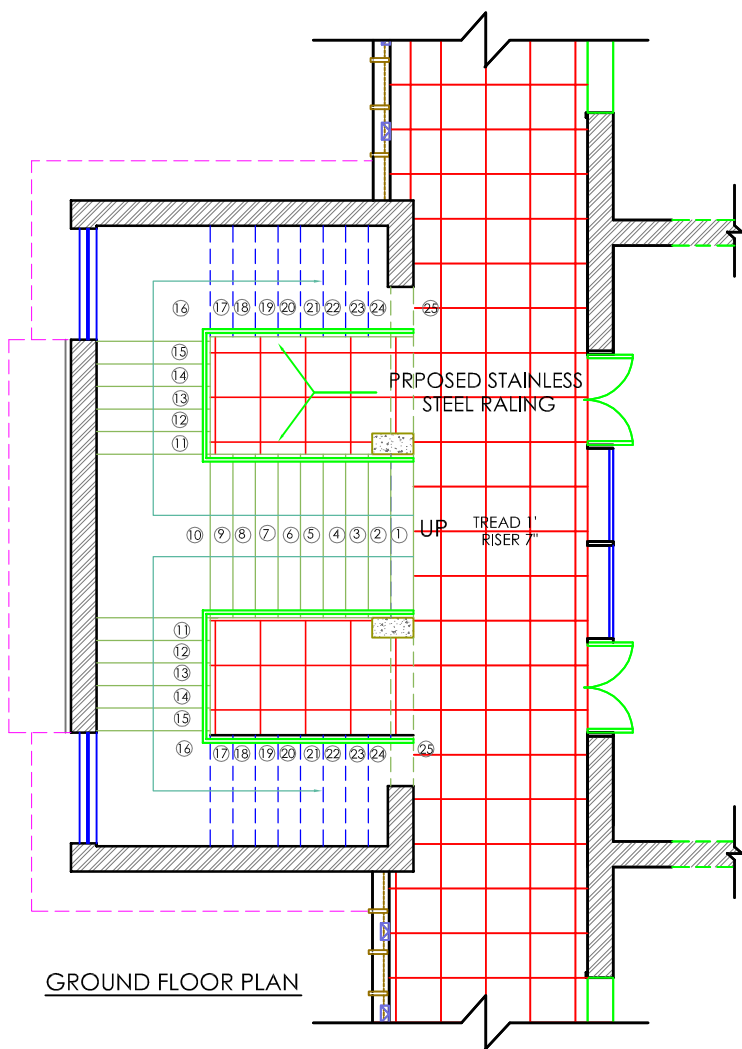 16 17 18 19 20 21 22 23 24 25
15
14
13
12
11
PRPOSED STAINLESS
STEEL RALING
10 9 8 7 6 5 4 3 2 1
UP
TREAD 1'
RISER 7"
11
12
13
14
15
16 17 18 19 20 21 22 23 24 25
GROUND FLOOR PLAN